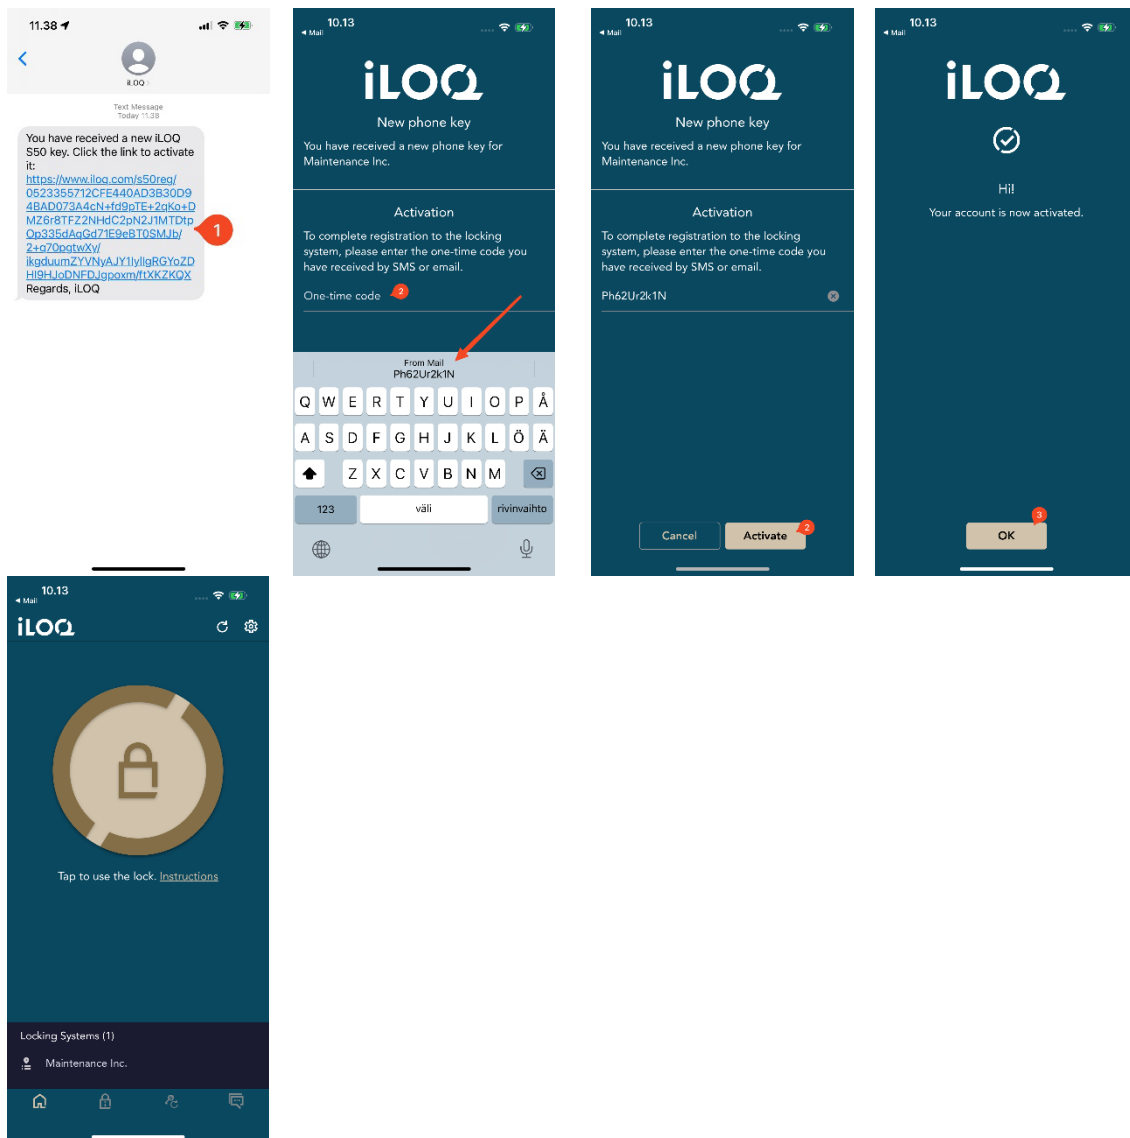 11.38
iLOQ
Text Message
Today 11.38
You have received a new iLOQ
S50 key. Click the link to activate
it:
https://www.iloq.com/s50reg/
0523355712CFE440AD3B30D9
4BAD073A4cN+fd9pTE+2qKo+D
MZ6r8TFZ2NHdC2pN2J1MTDtp
Op335dAqGd71E9eBT0SMJb/
2+q70pgtwXy/
ikgduumZYVNyAJY1IyIlgRGYoZD
HI9HJoDNFDJgpoxm/ftXKZKQX
Regards, iLOQ
1
10.13
Mail
iLOQ
New phone key
You have received a new phone key for
Maintenance Inc.
Activation
To complete registration to the locking
system, please enter the one-time code you
have received by SMS or email.
One-time code
2
From Mail
Ph62Ur2k1N
Q W E R T Y U I O P Å
A S D F G H J K L Ö Ä
Z X C V B N M
123 väli rivinvaihto
10.13
Mail
iLOQ
New phone key
You have received a new phone key for
Maintenance Inc.
Activation
To complete registration to the locking
system, please enter the one-time code you
have received by SMS or email.
Ph62Ur2k1N
Cancel Activate
2
10.13
Mail
iLOQ
Hi!
Your account is now activated.
3
OK
10.13
Mail
iLOQ
Tap to use the lock. Instructions
Locking Systems (1)
Maintenance Inc.